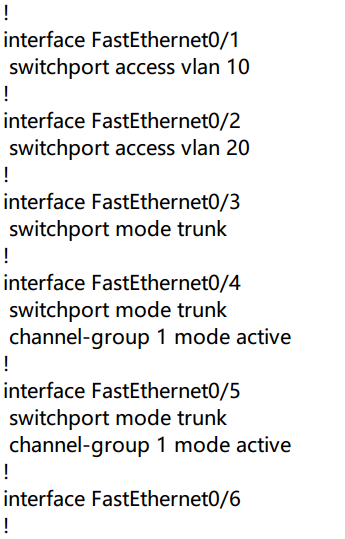 !
interface FastEthernet0/1
 switchport access vlan 10
!
interface FastEthernet0/2
 switchport access vlan 20
!
interface FastEthernet0/3
 switchport mode trunk
!
interface FastEthernet0/4
 switchport mode trunk
 channel-group 1 mode active
!
interface FastEthernet0/5
 switchport mode trunk
 channel-group 1 mode active
!
interface FastEthernet0/6
!